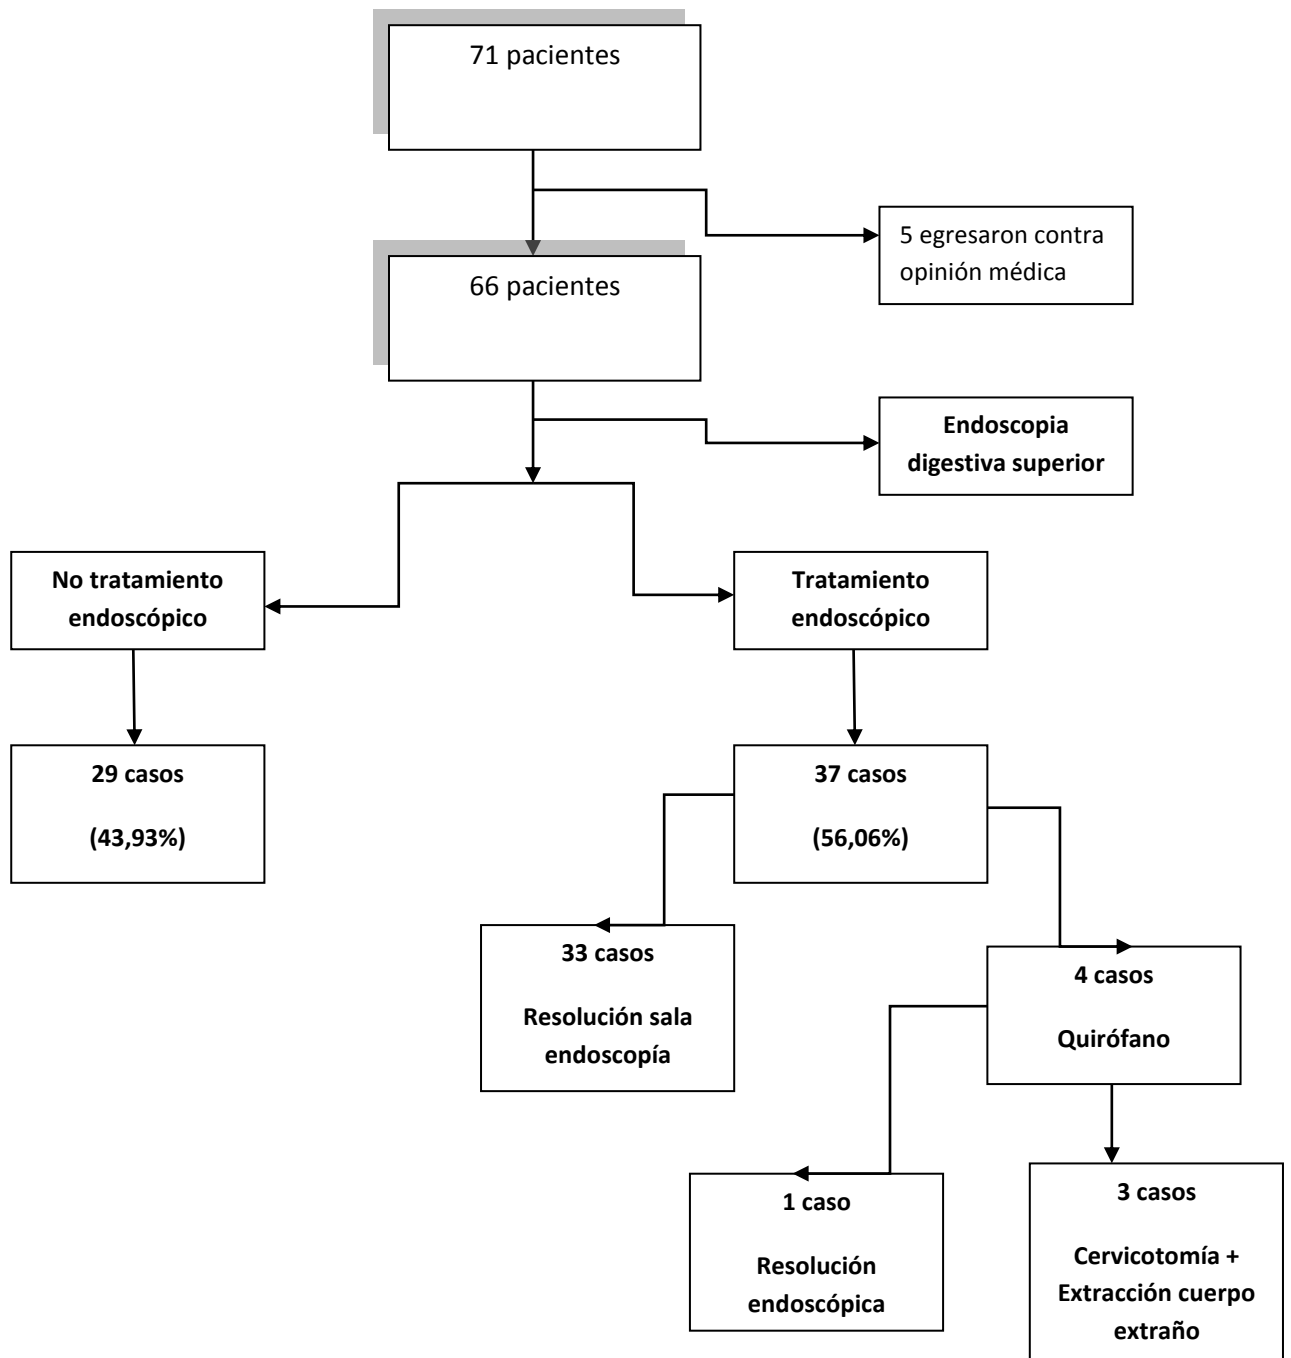 71 pacientes
5 egresaron contra
opinión médica
66 pacientes
Endoscopia
digestiva superior
No tratamiento
endoscópico
Tratamiento
endoscópico
29 casos
(43,93%)
37 casos
(56,06%)
33 casos
Resolución sala
endoscopía
4 casos
Quirófano
1 caso
Resolución
endoscópica
3 casos
Cervicotomía +
Extracción cuerpo
extraño